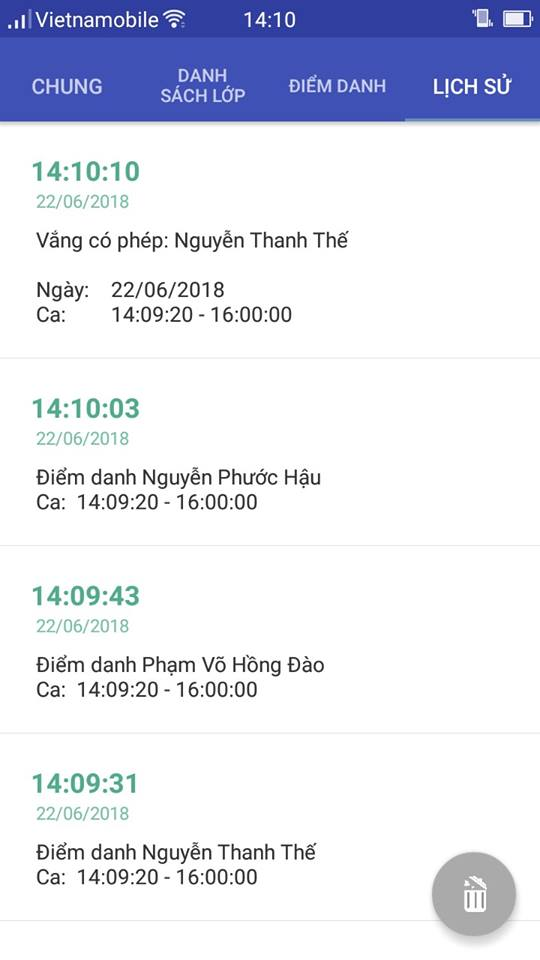 Vietnamobile 14:10
CHUNG
DANH
SÁCH LỚP
ĐIỂM DANH
LỊCH SỬ
14:10:10
22/06/2018
Vắng có phép: Nguyễn Thanh Thế
Ngày: 22/06/2018
Ca: 14:09:20 - 16:00:00
14:10:03
22/06/2018
Điểm danh Nguyễn Phước Hậu
Ca: 14:09:20 - 16:00:00
14:09:43
22/06/2018
Điểm danh Phạm Võ Hồng Đào
Ca: 14:09:20 - 16:00:00
14:09:31
22/06/2018
Điểm danh Nguyễn Thanh Thế
Ca: 14:09:20 - 16:00:00